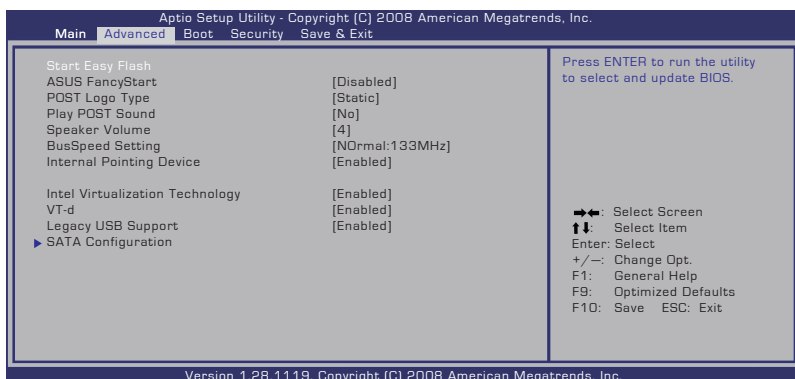 Aptio Setup Utility - Copyright (C) 2008 American Megatrends, Inc.
Main Advanced Boot Security Save & Exit
Start Easy Flash
ASUS FancyStart [Disabled]
POST Logo Type [Static]
Play POST Sound [No]
Speaker Volume [4]
BusSpeed Setting [NOrmal:133MHz]
Internal Pointing Device [Enabled]
Intel Virtualization Technology [Enabled]
VT-d [Enabled]
Legacy USB Support [Enabled]
SATA Configuration
Press ENTER to run the utility
to select and update BIOS.
→←: Select Screen
↑↓: Select Item
Enter: Select
+/—: Change Opt.
F1: General Help
F9: Optimized Defaults
F10: Save ESC: Exit
Version 1.28.1119. Copyright (C) 2008 American Megatrends, Inc.